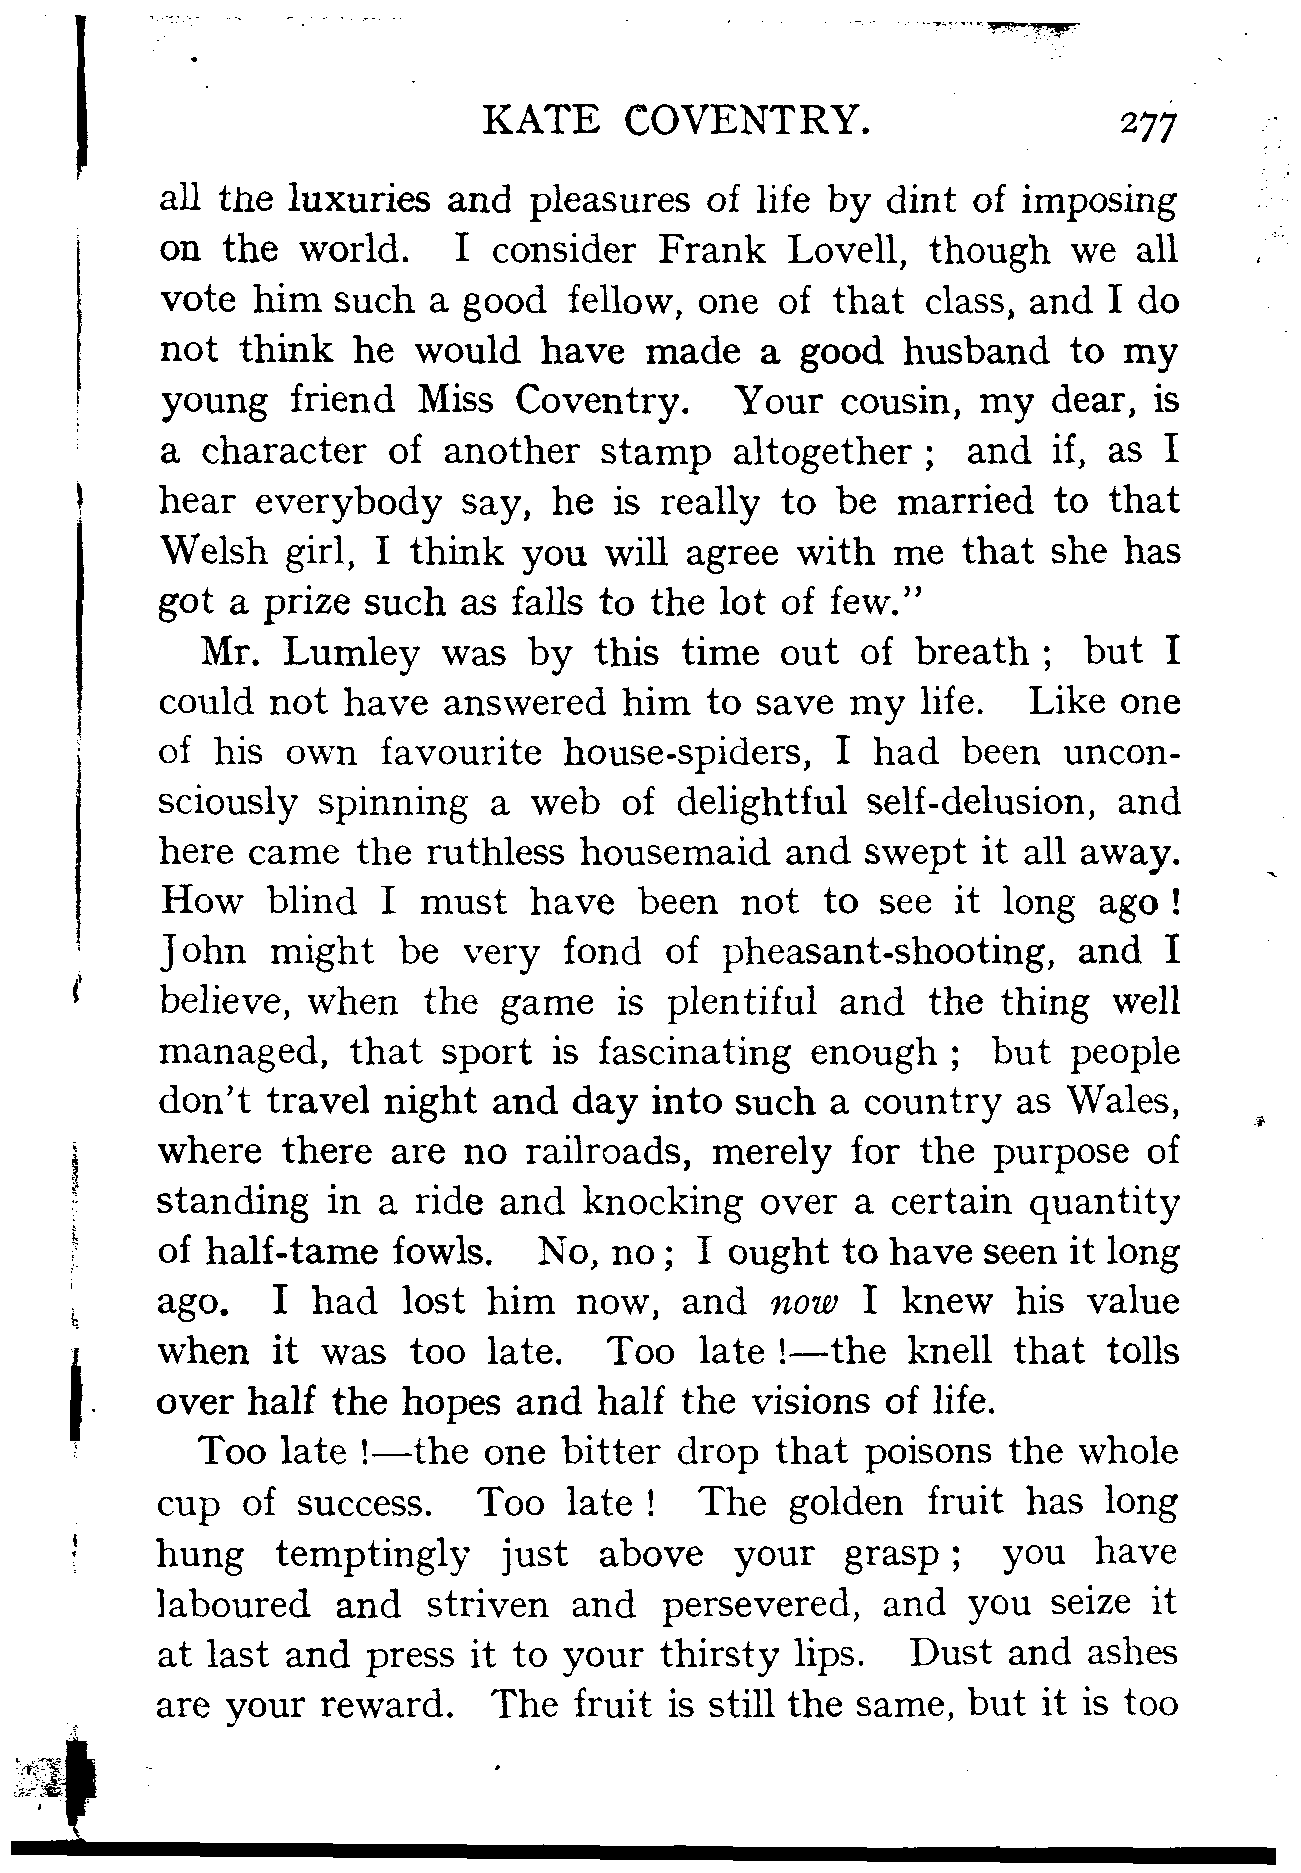 KATE COVENTRY. 277
all the luxuries and pleasures of life by dint of imposing
on the world. I consider Frank Lovell, though we all
vote him such a good fellow, one of that class, and I do
not think he would have made a good husband to my
young friend Miss Coventry. Your cousin, my dear, is
a character of another stamp altogether ; and if, as I
hear everybody say, he is really to be married to that
Welsh girl, I think you will agree with me that she has
got a prize such as falls to the lot of few.”
Mr. Lumley was by this time out of breath ; but I
could not have answered him to save my life. Like one
of his own favourite house-spiders, I had been uncon-
sciously spinning a web of delightful self-delusion, and
here came the ruthless housemaid and swept it all away.
How blind I must have been not to see it long ago !
John might be very fond of pheasant-shooting, and I
believe, when the game is plentiful and the thing well
managed, that sport is fascinating enough ; but people
don’t travel night and day into such a country as Wales,
where there are no railroads, merely for the purpose of
standing in a ride and knocking over a certain quantity
of half-tame fowls. No, no ; I ought to have seen it long
ago. I had lost him now, and now I knew his value
when it was too late. Too late !—the knell that tolls
over half the hopes and half the visions of life.
Too late !—the one bitter drop that poisons the whole
cup of success. Too late ! The golden fruit has long
hung temptingly just above your grasp ; you have
laboured and striven and persevered, and you seize it
at last and press it to your thirsty lips. Dust and ashes
are your reward. The fruit is still the same, but it is too